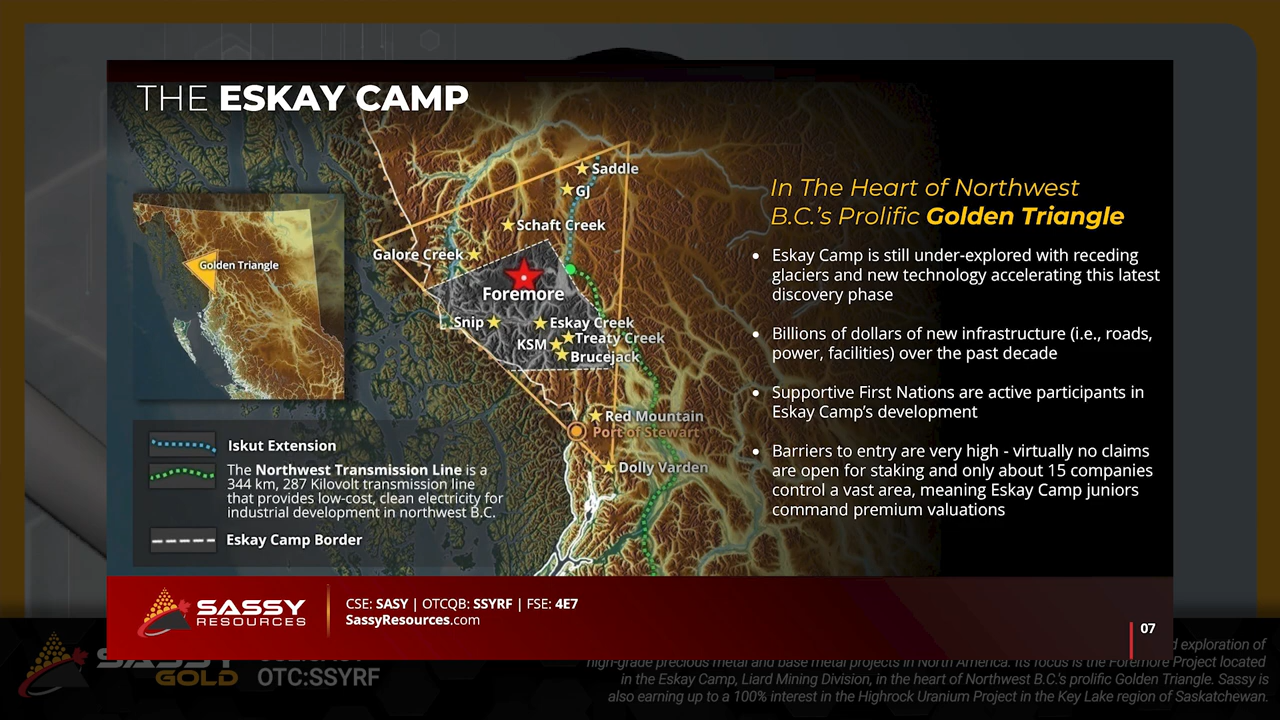 THE ESKAY CAMP
Saddle
GJ
Schaft Creek
Galore Creek
Foremore
Snip
Eskay Creek
Treaty Creek
KSM
Brucejack
Red Mountain
Port of Stewart
Dolly Varden
Golden Triangle
Iskut Extension
The Northwest Transmission Line is a
344 km, 287 Kilovolt transmission line
that provides low-cost, clean electricity for
industrial development in northwest B.C.
Eskay Camp Border
In The Heart of Northwest
B.C.'s Prolific Golden Triangle
• Eskay Camp is still under-explored with receding
glaciers and new technology accelerating this latest
discovery phase
• Billions of dollars of new infrastructure (i.e., roads,
power, facilities) over the past decade
• Supportive First Nations are active participants in
Eskay Camp's development
• Barriers to entry are very high - virtually no claims
are open for staking and only about 15 companies
control a vast area, meaning Eskay Camp juniors
command premium valuations
SASSY
RESOURCES
CSE: SASY | OTCQB: SSYRF | FSE: 4E7
SassyResources.com
07
GOLD
OTC:SSYRF
exploration of
high-grade precious metal and base metal projects in North America. Its focus is the Foremore Project located
in the Eskay Camp, Liard Mining Division, in the heart of Northwest B.C.'s prolific Golden Triangle. Sassy is
also earning up to a 100% interest in the Highrock Uranium Project in the Key Lake region of Saskatchewan.